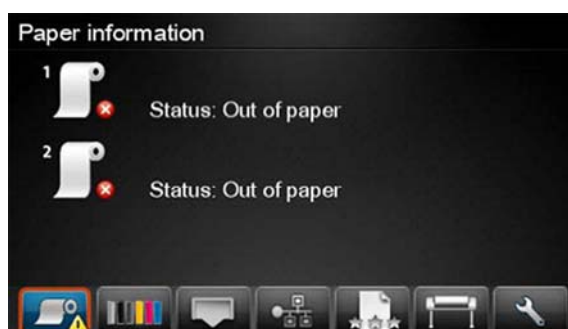 Paper information
1
Status: Out of paper
2
Status: Out of paper